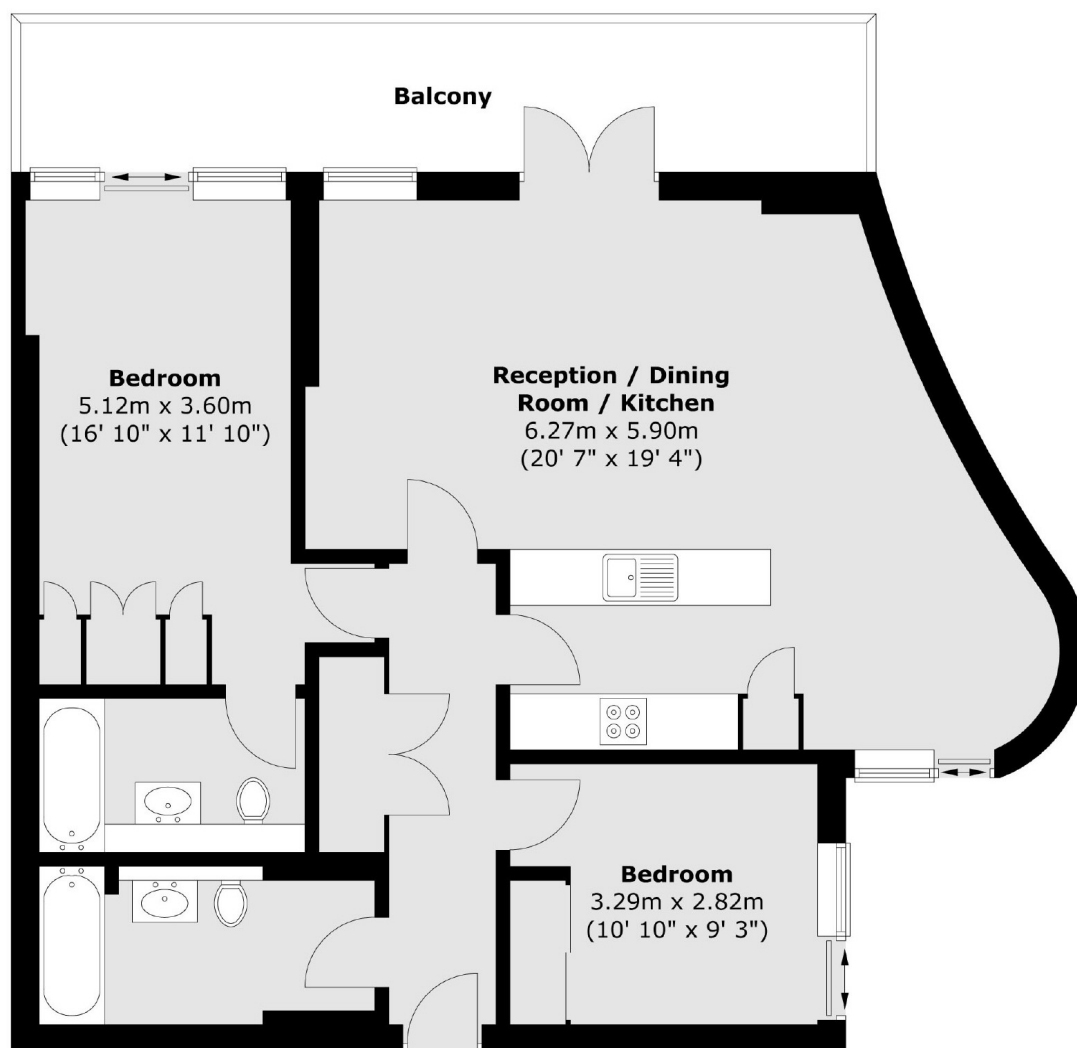 Balcony
Bedroom
5.12m x 3.60m
(16' 10" x 11' 10")
Reception / Dining
Room / Kitchen
6.27m x 5.90m
(20' 7" x 19' 4")
Bedroom
3.29m x 2.82m
(10' 10" x 9' 3")